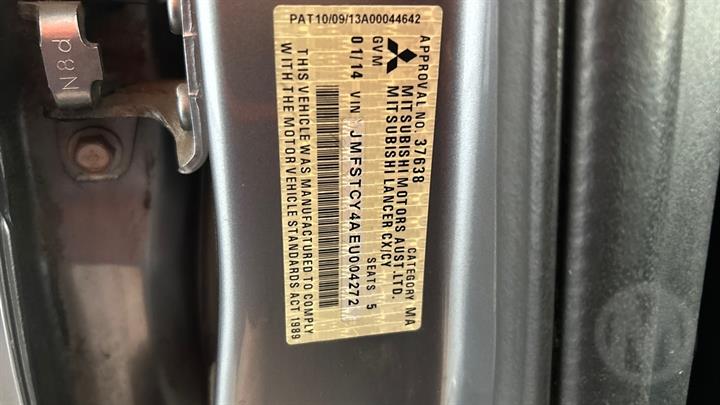 PAT10/09/13A00044642
APPROVAL NO. 37638 CATEGORY MA
MITSUBISHI MOTORS AUST.LTD.
MITSUBISHI LANCER CX/CY
GVM SEATS 5
01/14 VIN JMFSTCY4AEU004272
THIS VEHICLE WAS MANUFACTURED TO COMPLY
WITH THE MOTOR VEHICLE STANDARDS ACT 1989
N8d